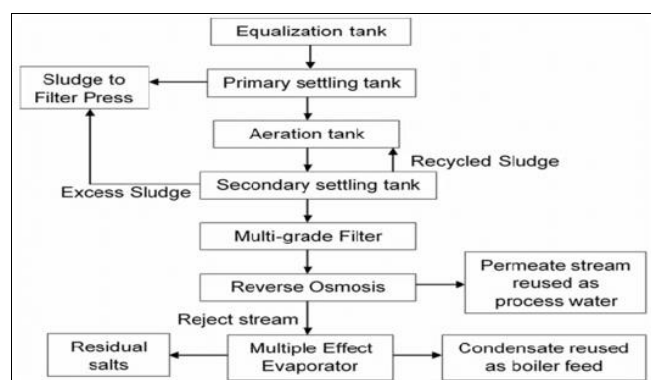 Equalization tank
Sludge to
Filter Press
Primary settling tank
Aeration tank
Recycled Sludge
Excess Sludge
Secondary settling tank
Multi-grade Filter
Reverse Osmosis
Permeate stream
reused as
process water
Reject stream
Residual
salts
Multiple Effect
Evaporator
Condensate reused
as boiler feed